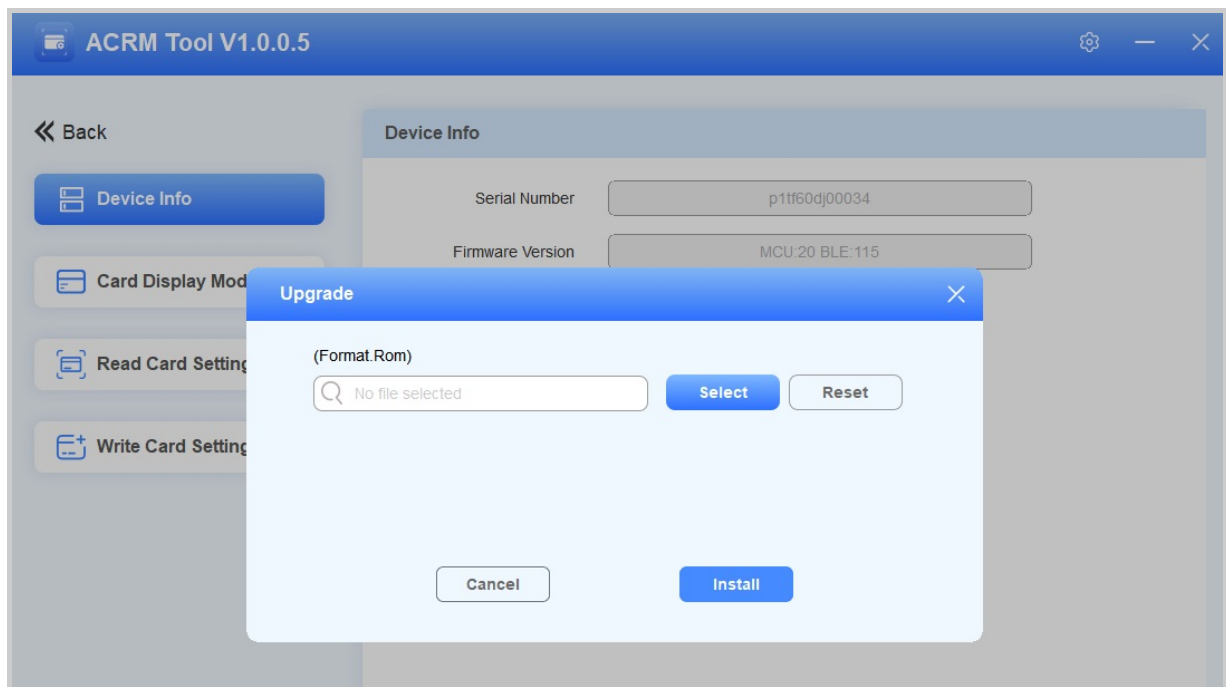 ACRM Tool V1.0.0.5
Back
Device Info
Card Display Mod
Read Card Setting
Write Card Setting
Device Info
Serial Number p1tf60dj00034
Firmware Version MCU:20 BLE:115
Upgrade
(Format.Rom)
No file selected Select Reset
Cancel Install